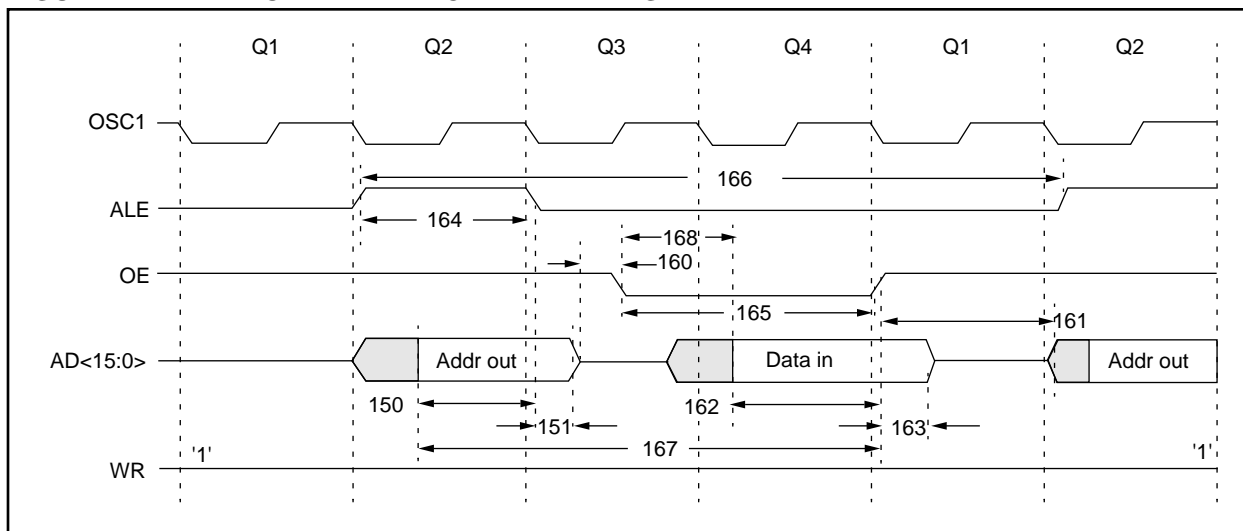 Q1 Q2 Q3 Q4 Q1 Q2
OSC1
166
ALE
164
168
160
OE
165
161
AD<15:0> Addr out Data in Addr out
150 162
151 163
167
'1' '1'
WR